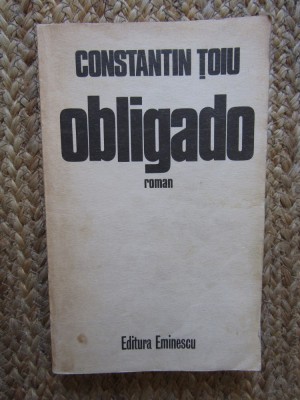 CONSTANTIN ȚOIU
obligado
roman
Editura Eminescu